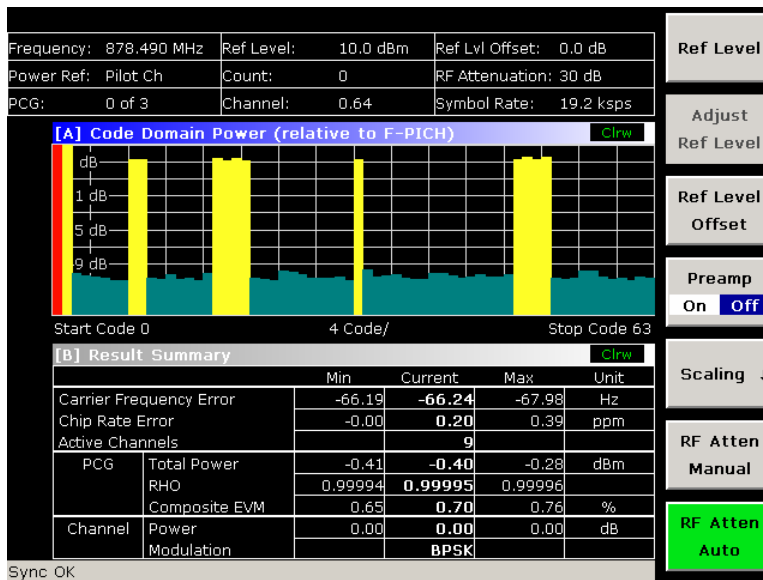 Frequency: 878.490 MHz Ref Level: 10.0 dBm Ref Lvl Offset: 0.0 dB
Power Ref: Pilot Ch Count: 0 RF Attenuation: 30 dB
PCG: 0 of 3 Channel: 0.64 Symbol Rate: 19.2 ksps
[A] Code Domain Power (relative to F-PICH) Clrw
dB
1 dB
5 dB
9 dB
Start Code 0 4 Code/ Stop Code 63
[B] Result Summary Clrw
Min Current Max Unit
Carrier Frequency Error -66.19 -66.24 -67.98 Hz
Chip Rate Error -0.00 0.20 0.39 ppm
Active Channels 9
PCG Total Power -0.41 -0.40 -0.28 dBm
RHO 0.99994 0.99995 0.99996
Composite EVM 0.65 0.70 0.76 %
Channel Power 0.00 0.00 0.00 dB
Modulation BPSK
Sync OK
Ref Level
Adjust
Ref Level
Ref Level
Offset
Preamp
On Off
Scaling
RF Atten
Manual
RF Atten
Auto